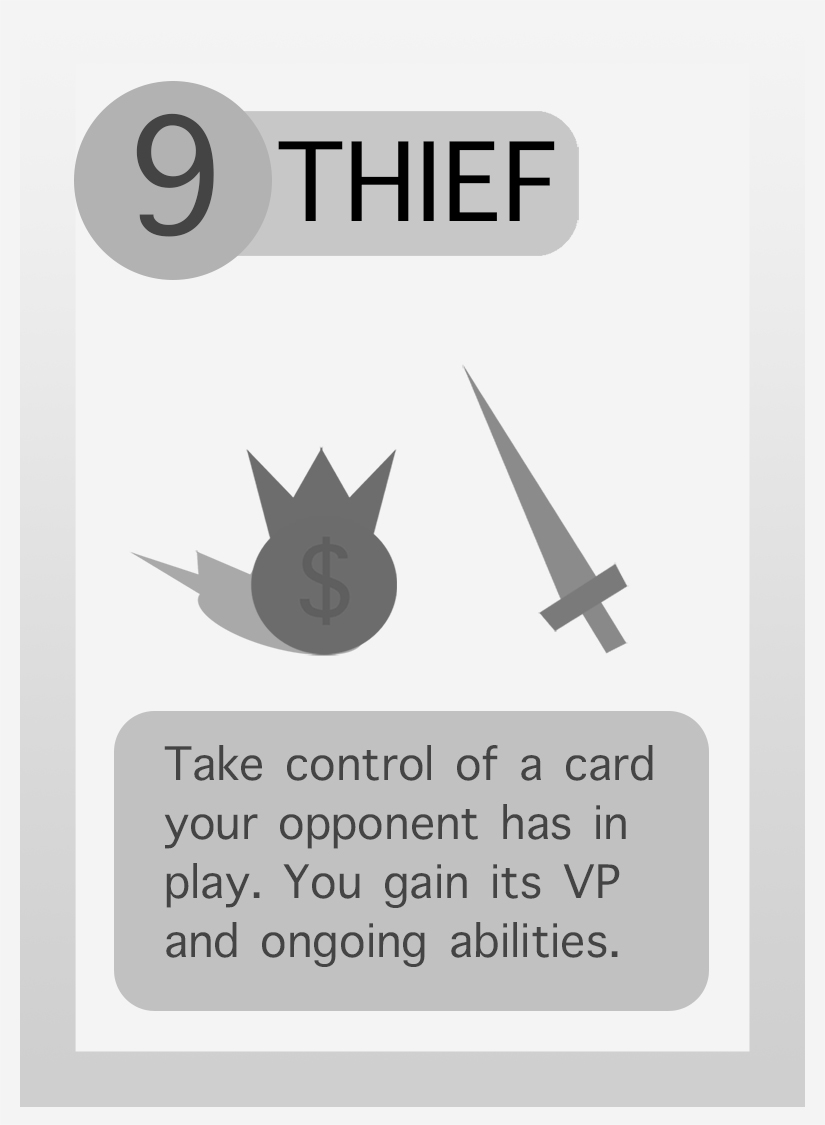 9 THIEF
$
Take control of a card
your opponent has in
play. You gain its VP
and ongoing abilities.